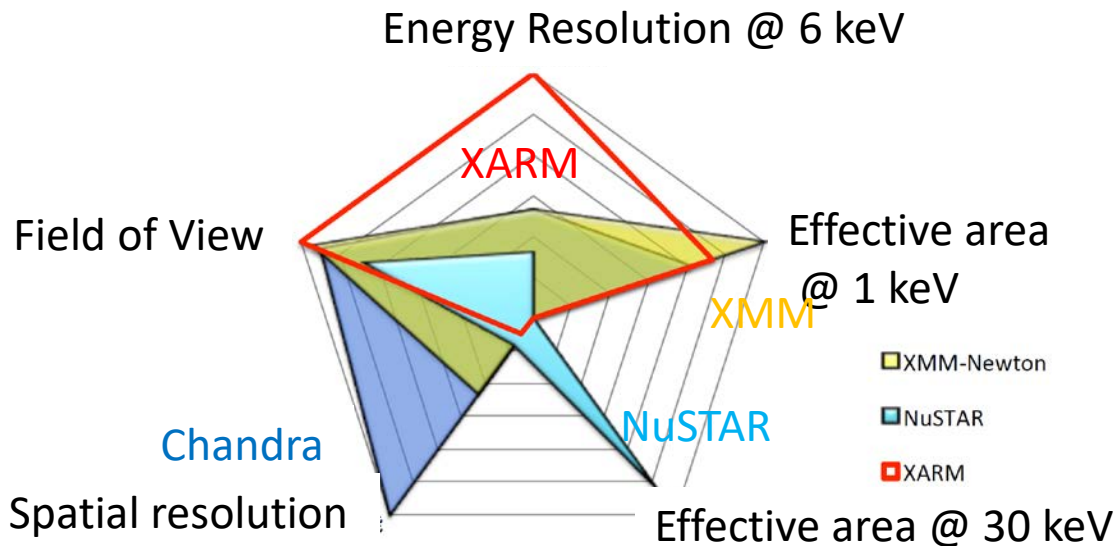 Energy Resolution @ 6 keV
XARM
Field of View
Effective area
@ 1 keV
XMM
XMM-Newton
NuSTAR
NuSTAR
Chandra
XARM
Spatial resolution
Effective area @ 30 keV